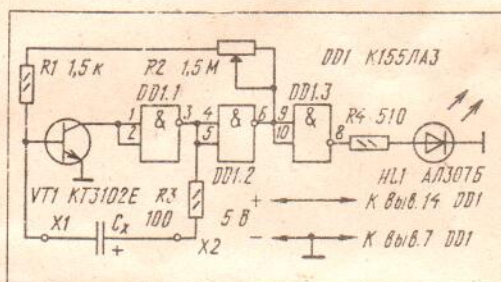 R1 1,5 к
R2 1,5 М
DD1 К155ЛА3
DD1.1
DD1.3
1
2
&
3
4
5
&
6
9
10
&
8
R4 510
DD1.2
VT1 КТ3102Е
R3
100
HL1 АЛ307Б
X1
Cx
+
X2
5 В
+
К выв.14 DD1
−
К выв.7 DD1